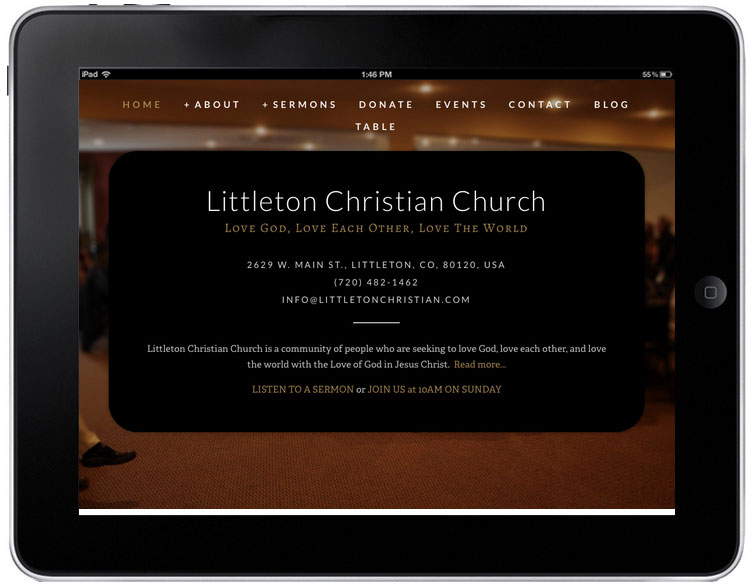 iPad 1:46 PM 55%
HOME + ABOUT + SERMONS DONATE EVENTS CONTACT BLOG
TABLE
Littleton Christian Church
Love God, Love Each Other, Love The World
2629 W. MAIN ST., LITTLETON, CO, 80120, USA
(720) 482-1462
INFO@LITTLETONCHRISTIAN.COM
Littleton Christian Church is a community of people who are seeking to love God, love each other, and love
the world with the Love of God in Jesus Christ. Read more...
LISTEN TO A SERMON or JOIN US at 10AM ON SUNDAY